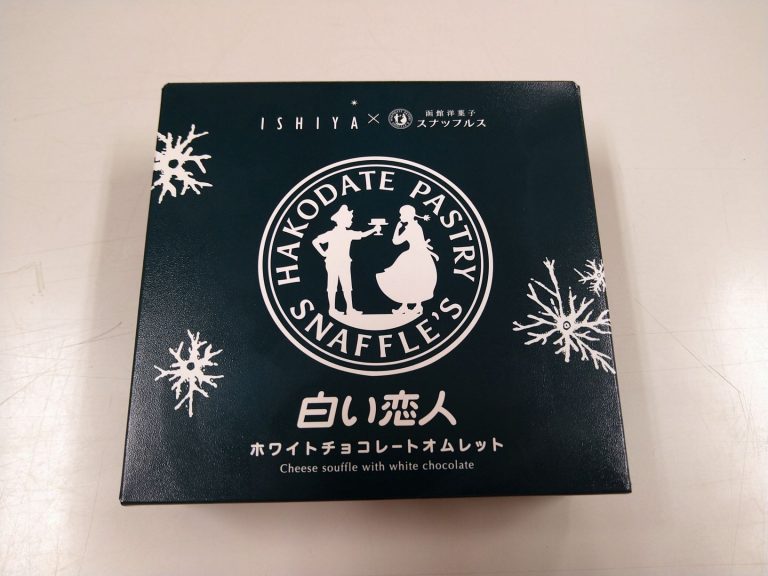 ISHIYA × 函館洋菓子
スナッフルス
HAKODATE PASTRY
SNAFFLE'S
白い恋人
ホワイトチョコレートオムレット
Cheese souffle with white chocolate